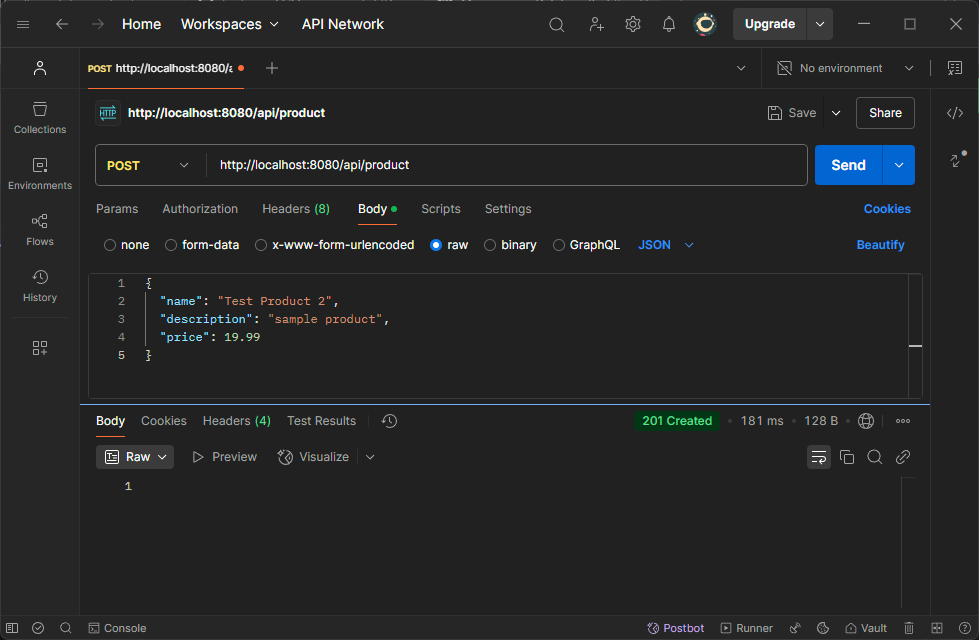 Home Workspaces API Network Upgrade
POST http://localhost:8080/a No environment
HTTP http://localhost:8080/api/product Save Share
Collections
Environments
Flows
History
POST http://localhost:8080/api/product Send
Params Authorization Headers (8) Body Scripts Settings Cookies
none form-data x-www-form-urlencoded raw binary GraphQL JSON Beautify
1 {
2 "name": "Test Product 2",
3 "description": "sample product",
4 "price": 19.99
5 }
Body Cookies Headers (4) Test Results 201 Created 181 ms 128 B
Raw Preview Visualize
1
Console Postbot Runner Vault